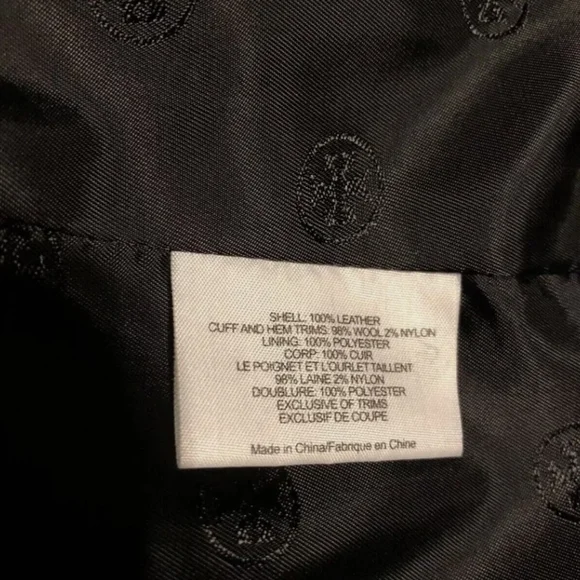 SHELL: 100% LEATHER
CUFF AND HEM TRIMS: 98% WOOL 2% NYLON
LINING: 100% POLYESTER
CORP: 100% CUIR
LE POIGNET ET L'OURLET TAILLENT
98% LAINE 2% NYLON
DOUBLURE: 100% POLYESTER
EXCLUSIVE OF TRIMS
EXCLUSIF DE COUPE
Made in China/Fabrique en Chine